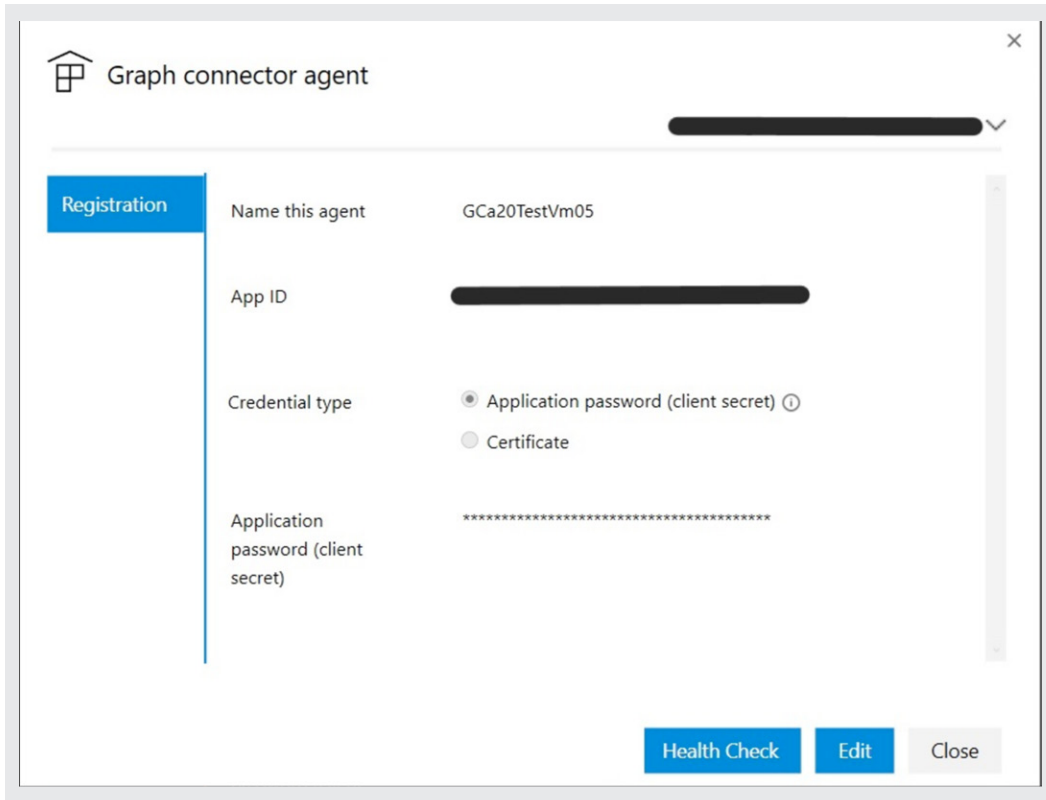 Graph connector agent
Registration
Name this agent
GCa20TestVm05
App ID
Credential type
Application password (client secret)
Certificate
Application
password (client
secret)
****************************************
Health Check
Edit
Close